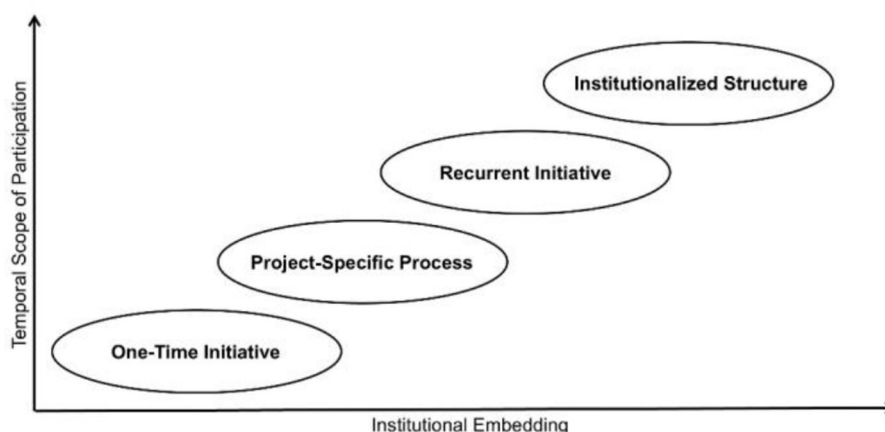 Temporal Scope of Participation
Institutionalized Structure
Recurrent Initiative
Project-Specific Process
One-Time Initiative
Institutional Embedding